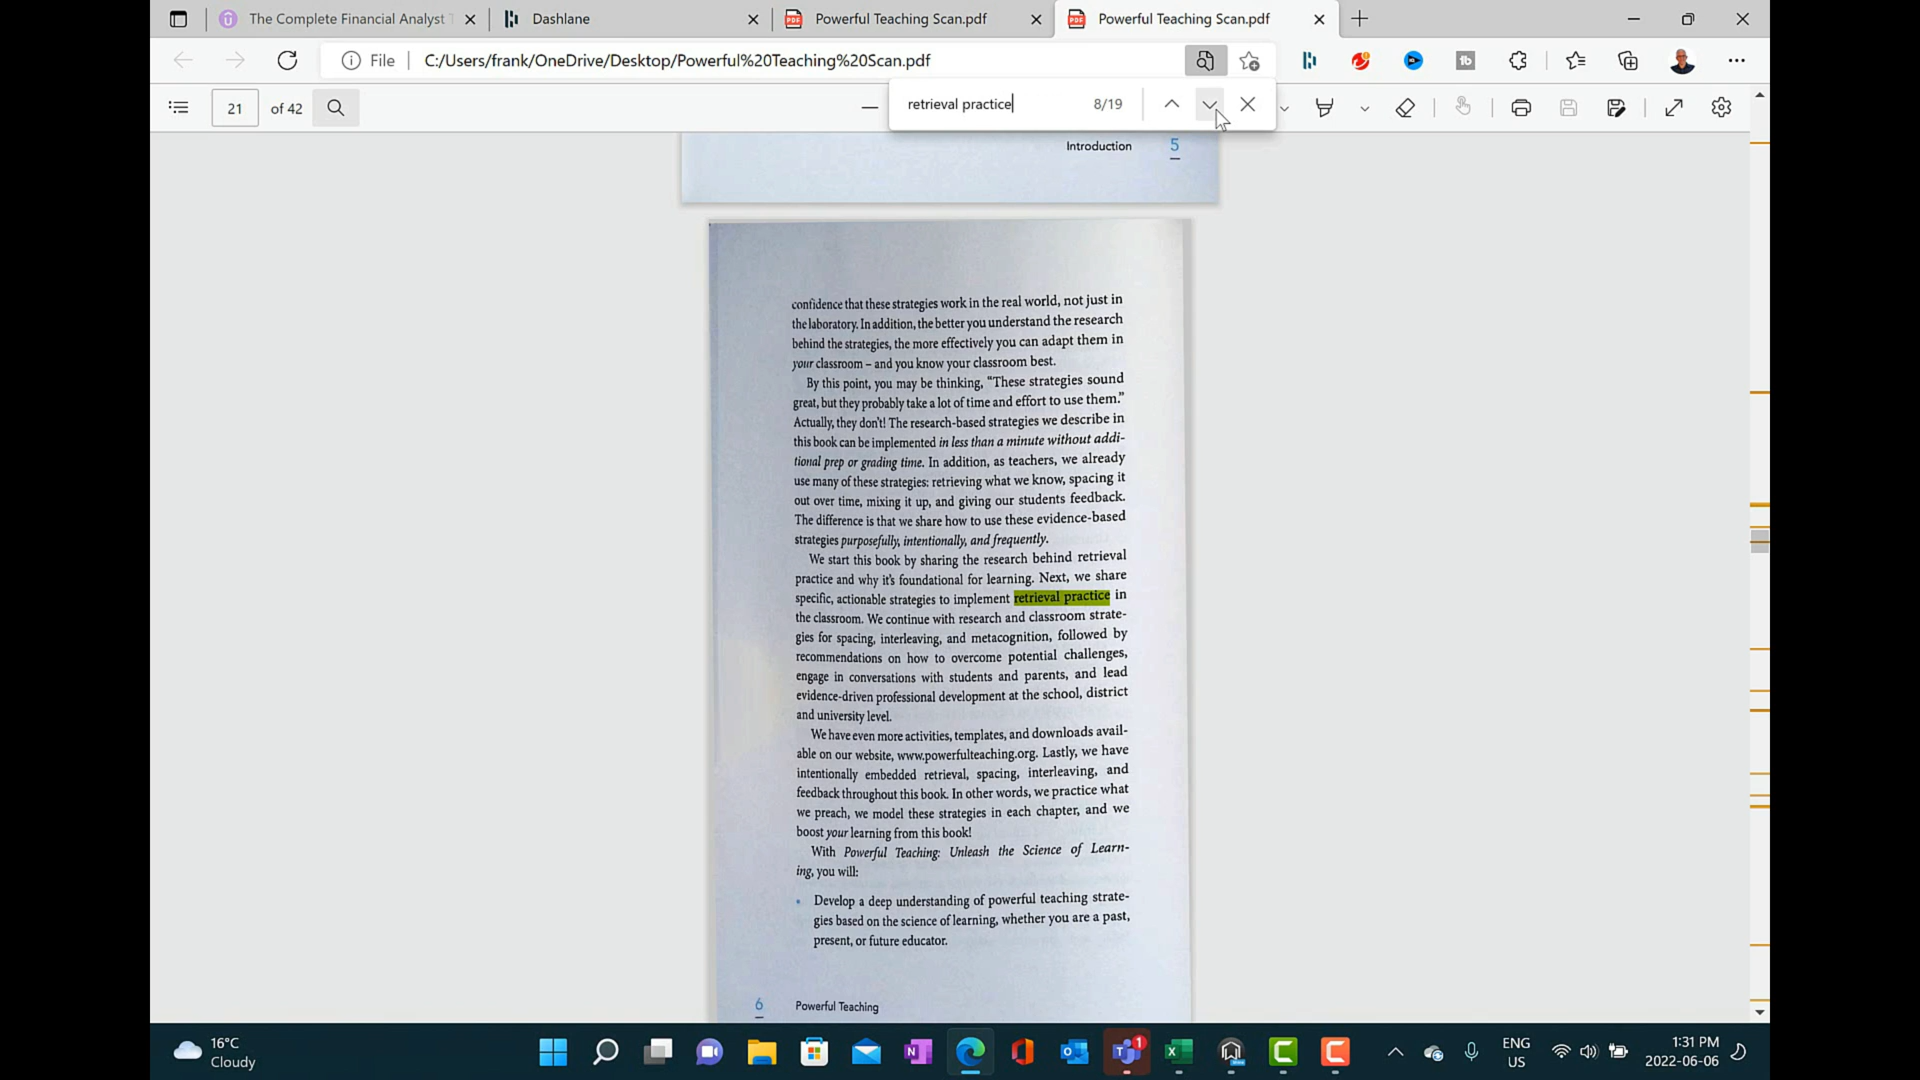 The Complete Financial Analyst T
Dashlane
Powerful Teaching Scan.pdf
Powerful Teaching Scan.pdf
File
C:/Users/frank/OneDrive/Desktop/Powerful%20Teaching%20Scan.pdf
21 of 42
retrieval practice 8/19
Introduction 5
confidence that these strategies work in the real world, not just in
the laboratory. In addition, the better you understand the research
behind the strategies, the more effectively you can adapt them in
your classroom – and you know your classroom best.
By this point, you may be thinking, “These strategies sound
great, but they probably take a lot of time and effort to use them.”
Actually, they don't! The research-based strategies we describe in
this book can be implemented in less than a minute without addi-
tional prep or grading time. In addition, as teachers, we already
use many of these strategies: retrieving what we know, spacing it
out over time, mixing it up, and giving our students feedback.
The difference is that we share how to use these evidence-based
strategies purposefully, intentionally, and frequently.
We start this book by sharing the research behind retrieval
practice and why it's foundational for learning. Next, we share
specific, actionable strategies to implement retrieval practice in
the classroom. We continue with research and classroom strate-
gies for spacing, interleaving, and metacognition, followed by
recommendations on how to overcome potential challenges,
engage in conversations with students and parents, and lead
evidence-driven professional development at the school, district
and university level.
We have even more activities, templates, and downloads avail-
able on our website, www.powerfulteaching.org. Lastly, we have
intentionally embedded retrieval, spacing, interleaving, and
feedback throughout this book. In other words, we practice what
we preach, we model these strategies in each chapter, and we
boost your learning from this book!
With Powerful Teaching: Unleash the Science of Learn-
ing, you will:
• Develop a deep understanding of powerful teaching strate-
gies based on the science of learning, whether you are a past,
present, or future educator.
6 Powerful Teaching
16°C
Cloudy
1
ENG
US
1:31 PM
2022-06-06